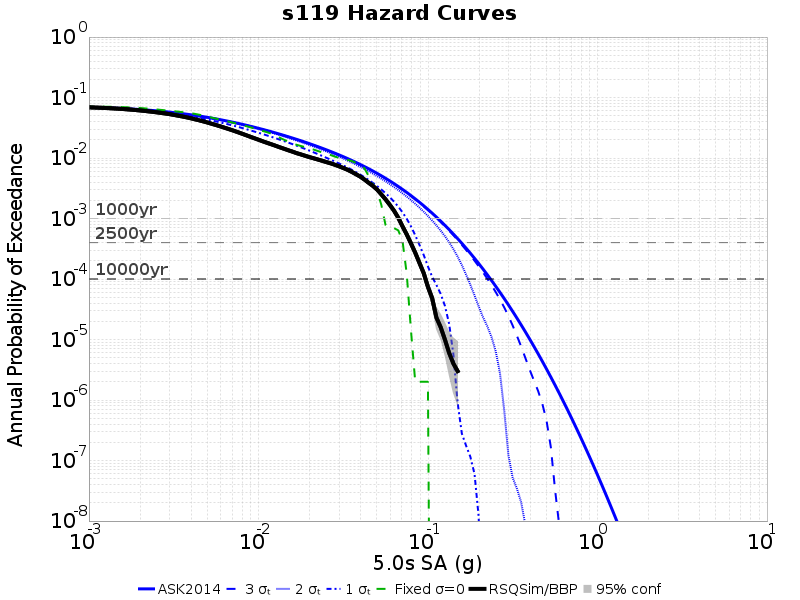 s119 Hazard Curves
Annual Probability of Exceedance
10^0
10^-1
10^-2
10^-3
10^-4
10^-5
10^-6
10^-7
10^-8
1000yr
2500yr
10000yr
10^-3 10^-2 10^-1 10^0 10^1
5.0s SA (g)
ASK2014 3 σₜ 2 σₜ 1 σₜ Fixed σ=0 RSQSim/BBP 95% conf